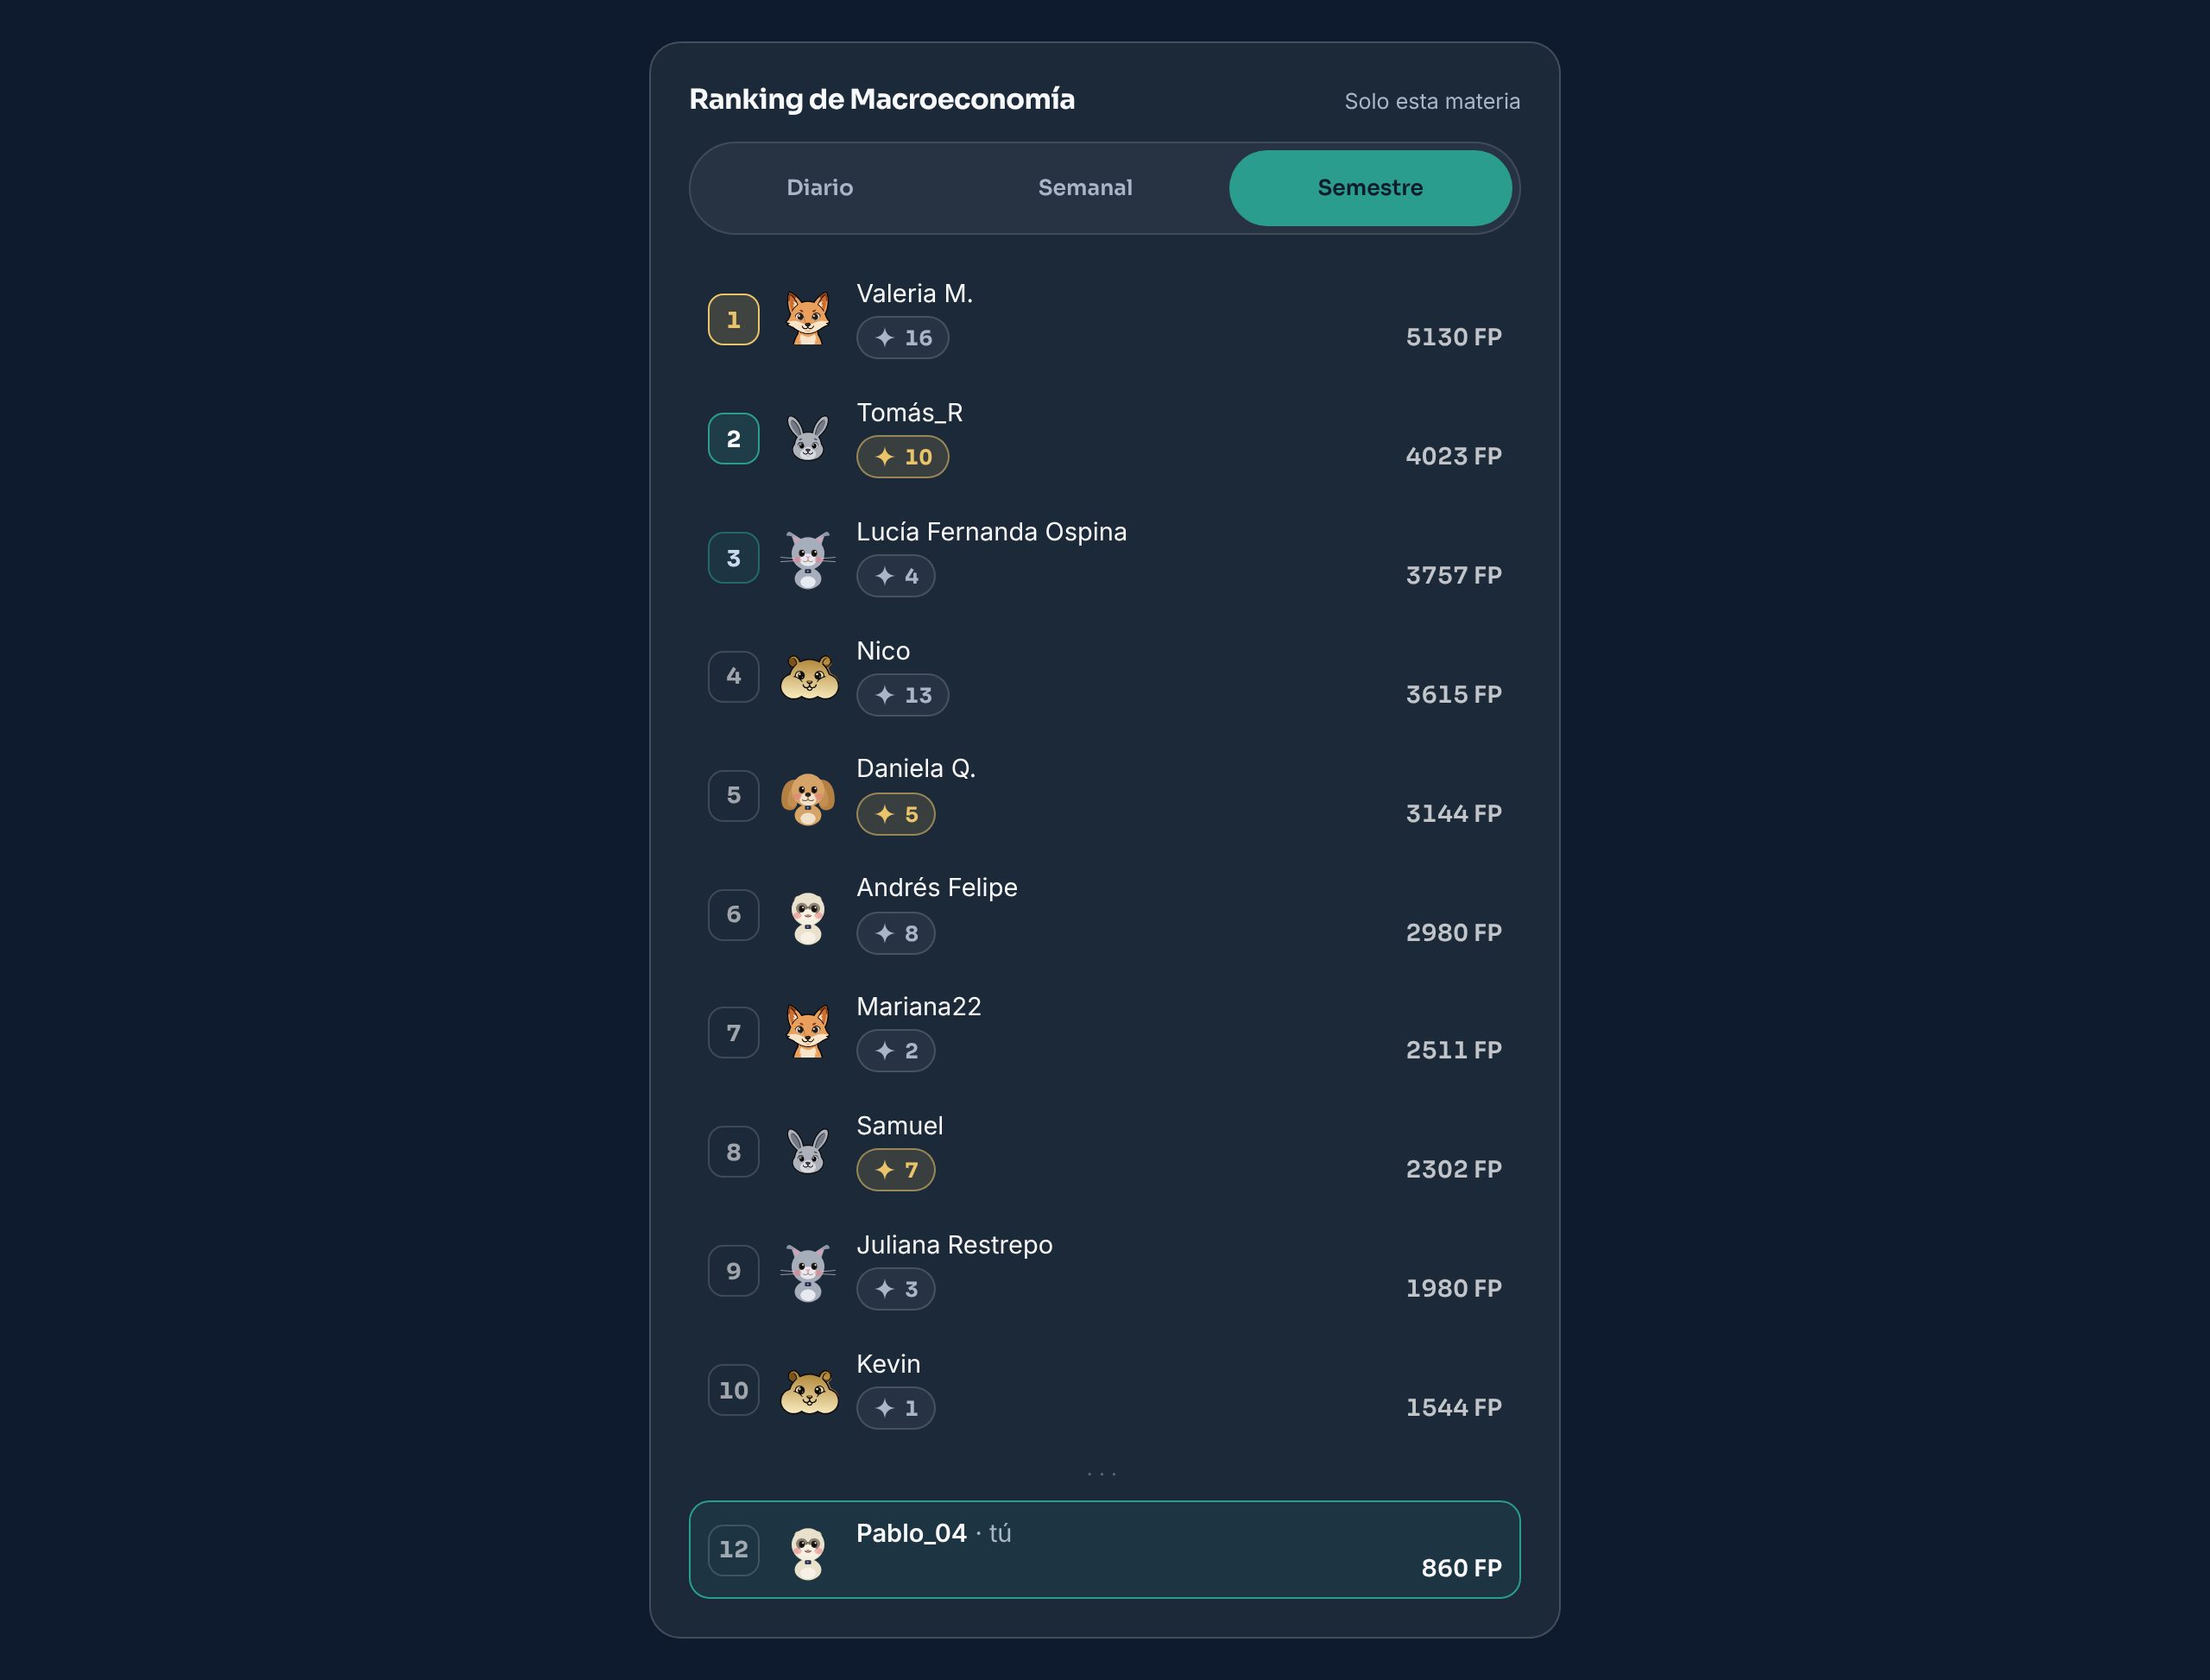 Ranking de Macroeconomía
Solo esta materia
Diario
Semanal
Semestre
1
Valeria M.
16
5130 FP
2
Tomás_R
10
4023 FP
3
Lucía Fernanda Ospina
4
3757 FP
4
Nico
13
3615 FP
5
Daniela Q.
5
3144 FP
6
Andrés Felipe
8
2980 FP
7
Mariana22
2
2511 FP
8
Samuel
7
2302 FP
9
Juliana Restrepo
3
1980 FP
10
Kevin
1
1544 FP
···
12
Pablo_04 · tú
860 FP